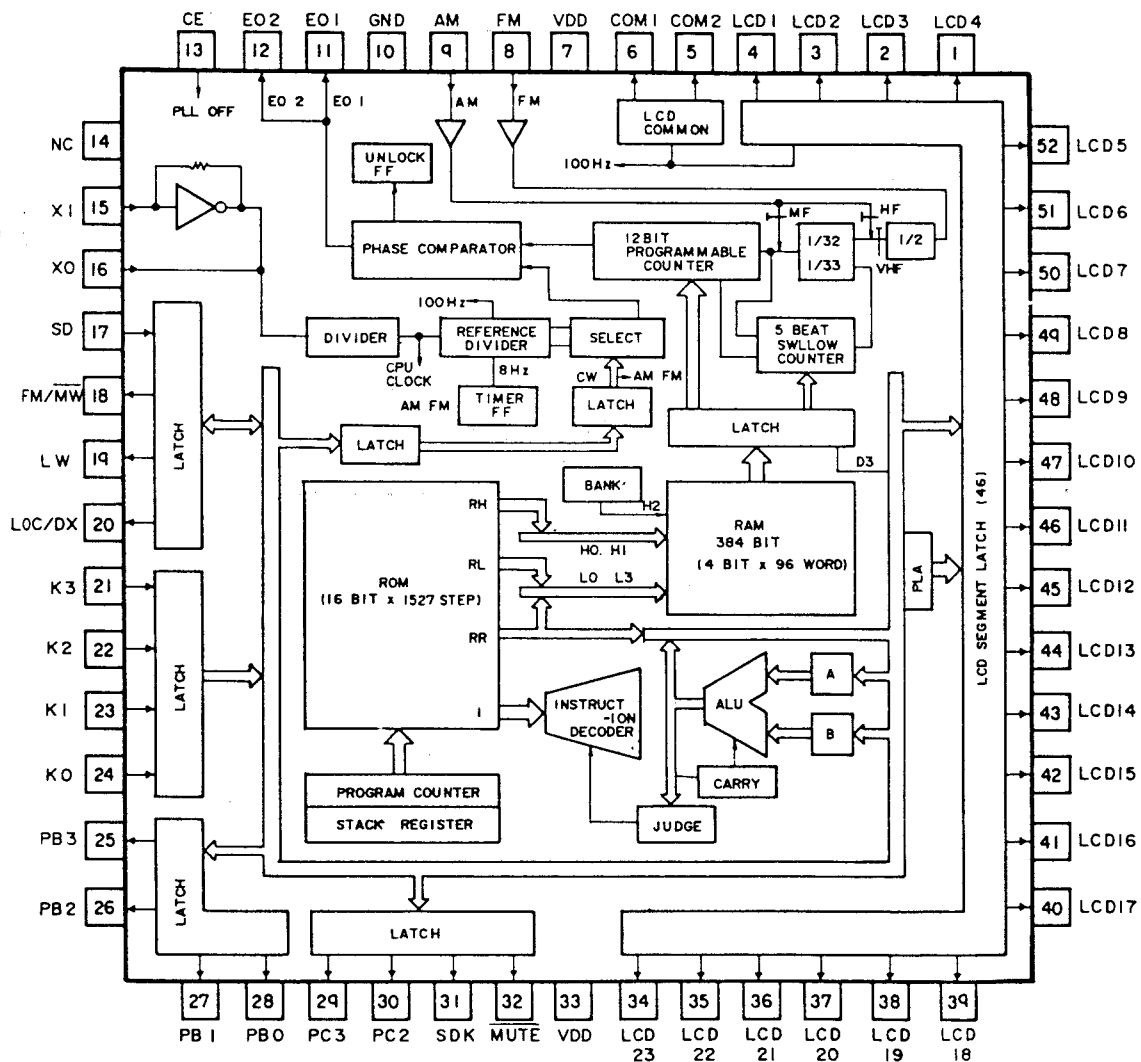 CE EO2 EO1 GND AM FM VDD COM1 COM2 LCD1 LCD2 LCD3 LCD4
13 12 11 10 9 8 7 6 5 4 3 2 1
PLL OFF
EO 2
EO 1
AM
FM
LCD
COMMON
100Hz
NC 14
X1 15
X0 16
SD 17
FM/MW 18
LW 19
LOC/DX 20
K3 21
K2 22
K1 23
K0 24
PB3 25
PB2 26
UNLOCK
FF
PHASE COMPARATOR
12BIT
PROGRAMMABLE
COUNTER
MF
HF
1/32
1/33
VHF
1/2
100Hz
DIVIDER
REFERENCE
DIVIDER
SELECT
5 BEAT
SWLLOW
COUNTER
CPU
CLOCK
8Hz
CW
AM FM
AM FM
TIMER
FF
LATCH
LATCH
LATCH
D3
LATCH
BANK
H2
ROM
(16 BIT x 1527 STEP)
RH
RL
RR
I
H0. H1
L0 L3
RAM
384 BIT
(4 BIT x 96 WORD)
PLA
LCD SEGMENT LATCH (46)
LATCH
INSTRUCT
-ION
DECODER
ALU
A
B
CARRY
JUDGE
PROGRAM COUNTER
STACK REGISTER
LATCH
LATCH
52 LCD5
51 LCD6
50 LCD7
49 LCD8
48 LCD9
47 LCD10
46 LCD11
45 LCD12
44 LCD13
43 LCD14
42 LCD15
41 LCD16
40 LCD17
27 28 29 30 31 32 33 34 35 36 37 38 39
PB1 PB0 PC3 PC2 SDK MUTE VDD LCD LCD LCD LCD LCD LCD
23 22 21 20 19 18